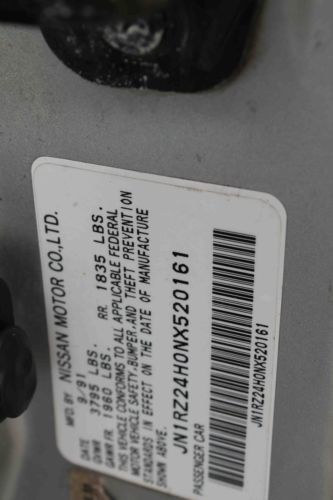 MFD. BY NISSAN MOTOR CO.,LTD.
DATE 9/91
GVWR 3795 LBS.
GAWR FR. 1960 LBS. RR. 1835 LBS.
THIS VEHICLE CONFORMS TO ALL APPLICABLE FEDERAL
MOTOR VEHICLE SAFETY,BUMPER,AND THEFT PREVENTION
STANDARDS IN EFFECT ON THE DATE OF MANUFACTURE
SHOWN ABOVE.
JN1RZ24H0NX520161
PASSENGER CAR
JN1RZ24H0NX520161